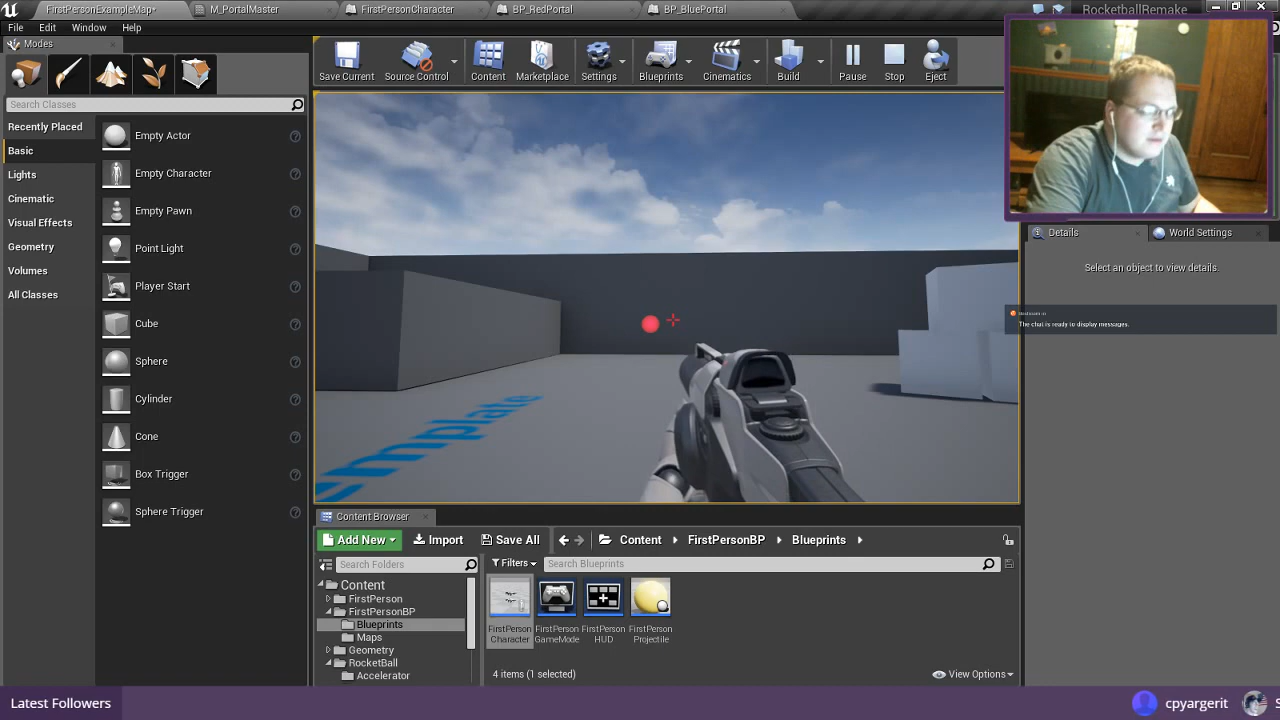 FirstPersonExampleMap*
M_PortalMaster
FirstPersonCharacter
BP_RedPortal
BP_BluePortal
RocketballRemake
File
Edit
Window
Help
Modes
Search Classes
Recently Placed
Basic
Lights
Cinematic
Visual Effects
Geometry
Volumes
All Classes
Empty Actor
Empty Character
Empty Pawn
Point Light
Player Start
Cube
Sphere
Cylinder
Cone
Box Trigger
Sphere Trigger
Save Current
Source Control
Content
Marketplace
Settings
Blueprints
Cinematics
Build
Pause
Stop
Eject
Details
World Settings
Select an object to view details.
The chat is ready to display messages.
mplate
Content Browser
Add New
Import
Save All
Content
FirstPersonBP
Blueprints
Search Folders
Filters
Search Blueprints
Content
FirstPerson
FirstPersonBP
Blueprints
Maps
Geometry
RocketBall
Accelerator
FirstPerson
Character
FirstPerson
GameMode
FirstPerson
HUD
FirstPerson
Projectile
4 items (1 selected)
View Options
Latest Followers
cpyargerit